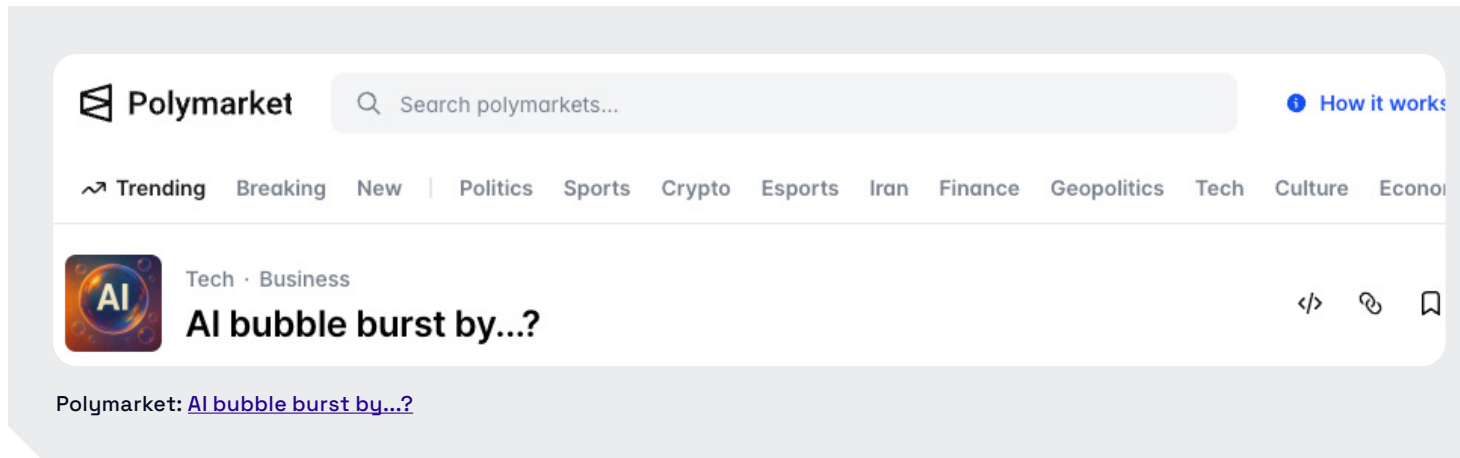 Polymarket
Search polymarkets...
How it works
Trending Breaking New Politics Sports Crypto Esports Iran Finance Geopolitics Tech Culture Econo
AI
Tech · Business
AI bubble burst by...?
Polymarket: AI bubble burst by...?